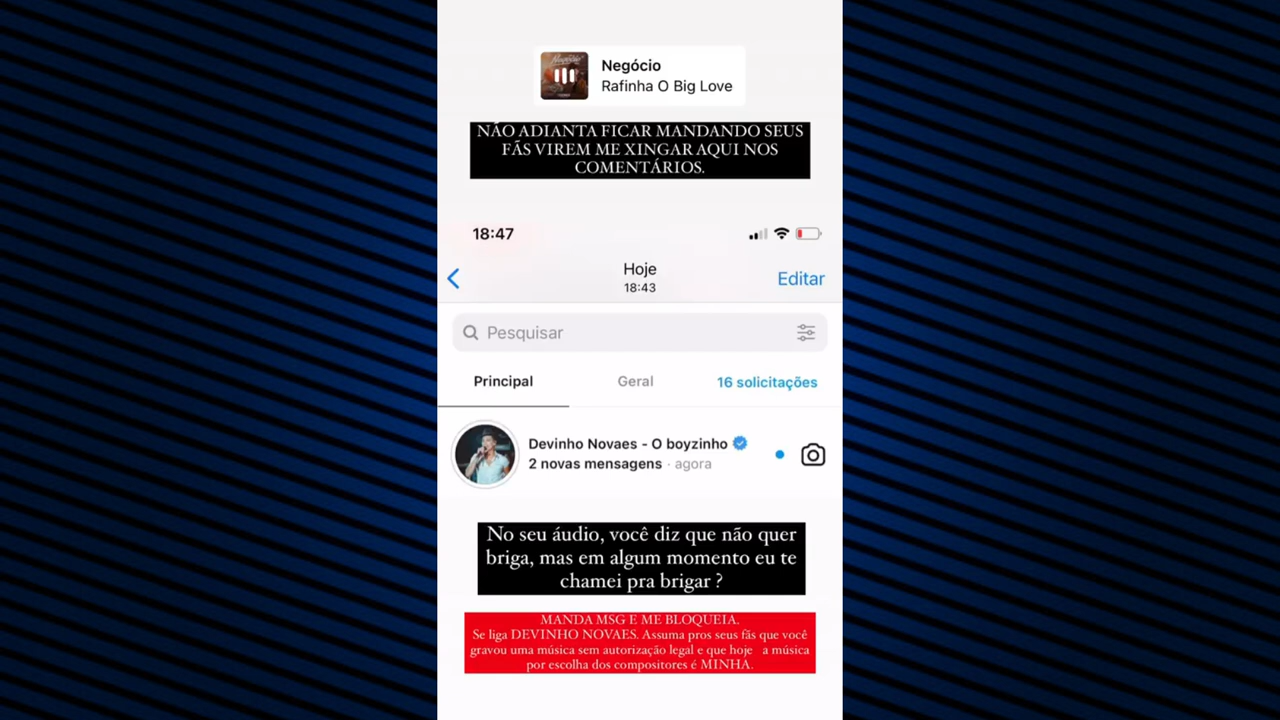 Negócio
Rafinha O Big Love
NÃO ADIANTA FICAR MANDANDO SEUS
FÃS VIREM ME XINGAR AQUI NOS
COMENTÁRIOS.
18:47
Hoje
18:43
Editar
Pesquisar
Principal
Geral
16 solicitações
Devinho Novaes - O boyzinho
2 novas mensagens · agora
No seu áudio, você diz que não quer
briga, mas em algum momento eu te
chamei pra brigar ?
MANDA MSG E ME BLOQUEIA.
Se liga DEVINHO NOVAES. Assuma pros seus fãs que você
gravou uma música sem autorização legal e que hoje a música
por escolha dos compositores é MINHA.